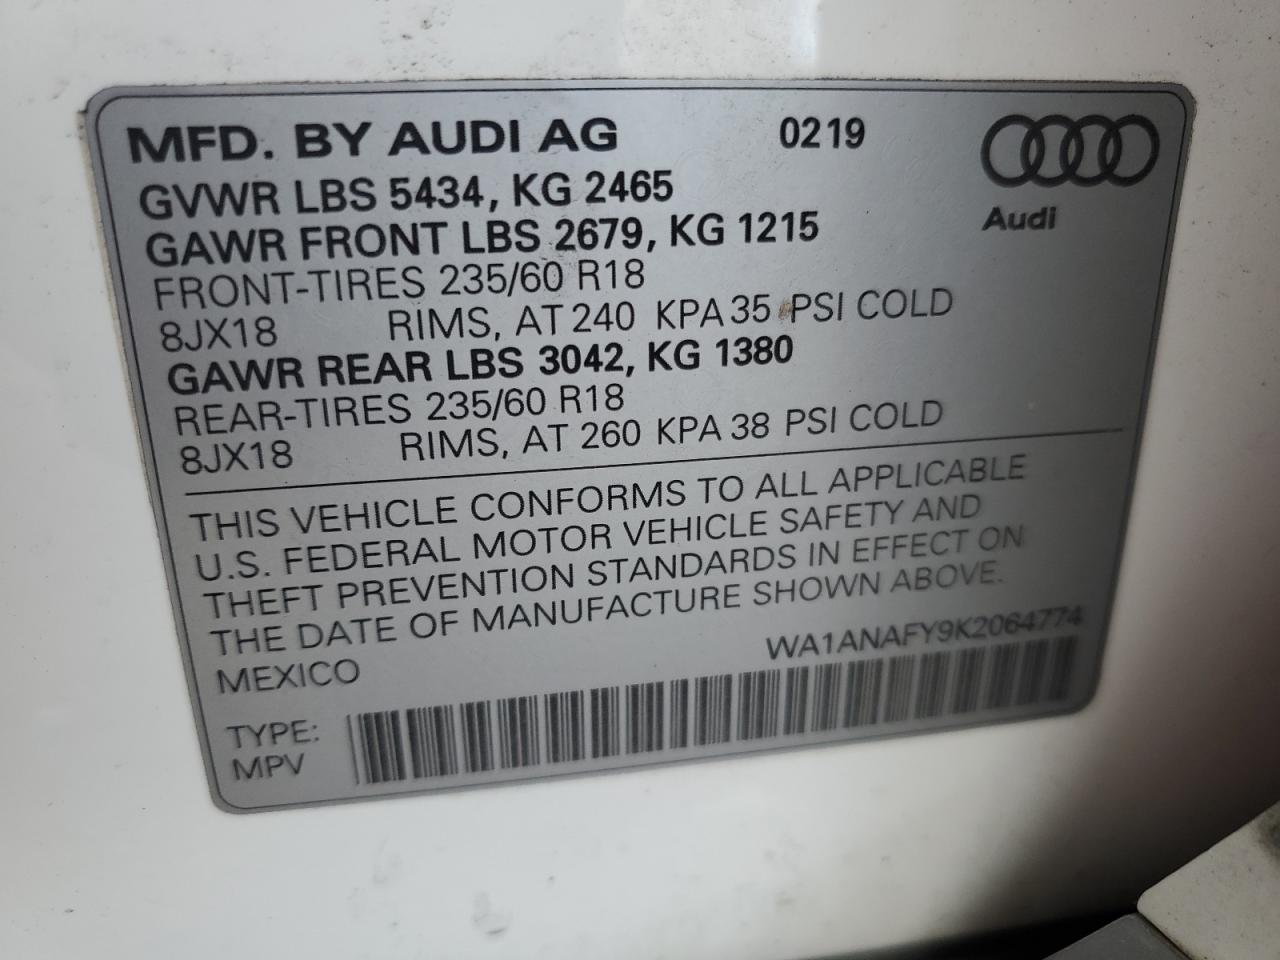 MFD. BY AUDI AG 0219
Audi
GVWR LBS 5434, KG 2465
GAWR FRONT LBS 2679, KG 1215
FRONT-TIRES 235/60 R18
8JX18 RIMS, AT 240 KPA 35 PSI COLD
GAWR REAR LBS 3042, KG 1380
REAR-TIRES 235/60 R18
8JX18 RIMS, AT 260 KPA 38 PSI COLD
THIS VEHICLE CONFORMS TO ALL APPLICABLE
U.S. FEDERAL MOTOR VEHICLE SAFETY AND
THEFT PREVENTION STANDARDS IN EFFECT ON
THE DATE OF MANUFACTURE SHOWN ABOVE.
MEXICO WA1ANAFY9K2064774
TYPE:
MPV